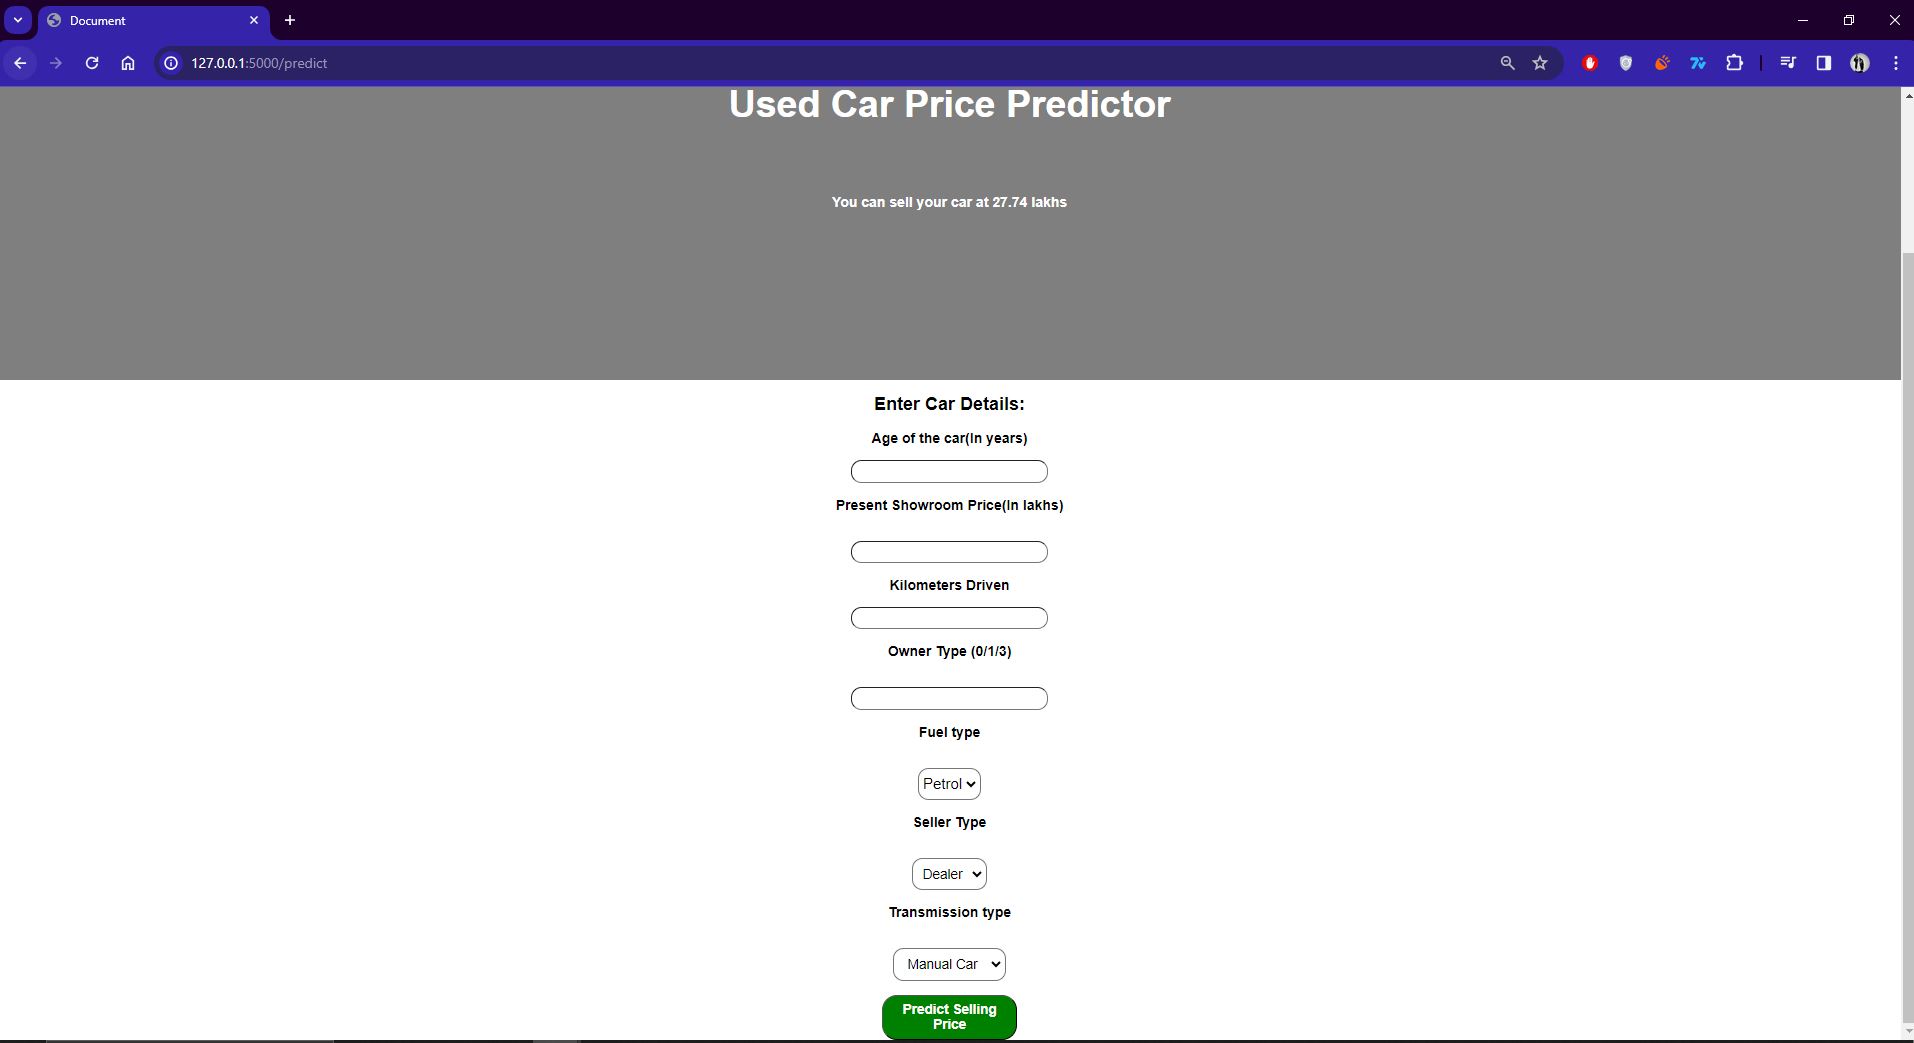 Document
127.0.0.1:5000/predict
Used Car Price Predictor
You can sell your car at 27.74 lakhs
Enter Car Details:
Age of the car(In years)
Present Showroom Price(In lakhs)
Kilometers Driven
Owner Type (0/1/3)
Fuel type
Petrol
Seller Type
Dealer
Transmission type
Manual Car
Predict Selling
Price